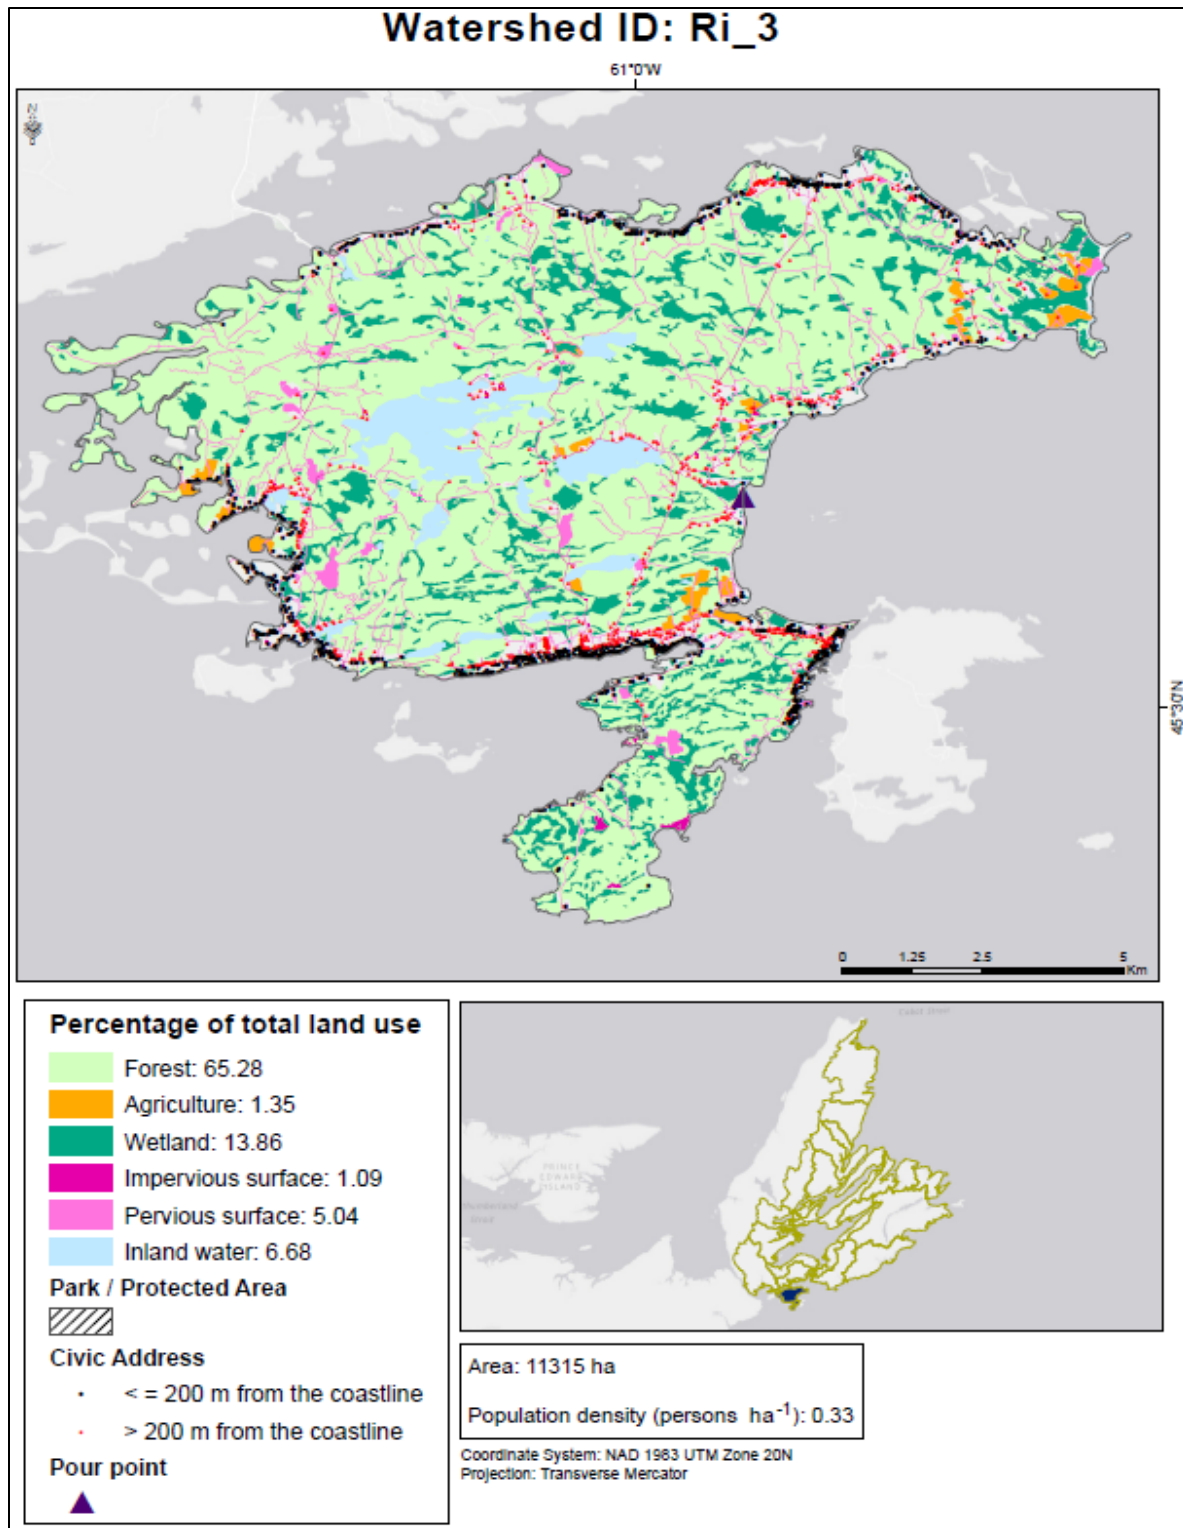 Watershed ID: Ri_3
61°0'W
45°30'N
0 1.25 2.5 5
Km
Percentage of total land use
Forest: 65.28
Agriculture: 1.35
Wetland: 13.86
Impervious surface: 1.09
Pervious surface: 5.04
Inland water: 6.68
Park / Protected Area
Civic Address
< = 200 m from the coastline
> 200 m from the coastline
Pour point
PRINCE
EDWARD
ISLAND
Area: 11315 ha
Population density (persons ha⁻¹): 0.33
Coordinate System: NAD 1983 UTM Zone 20N
Projection: Transverse Mercator